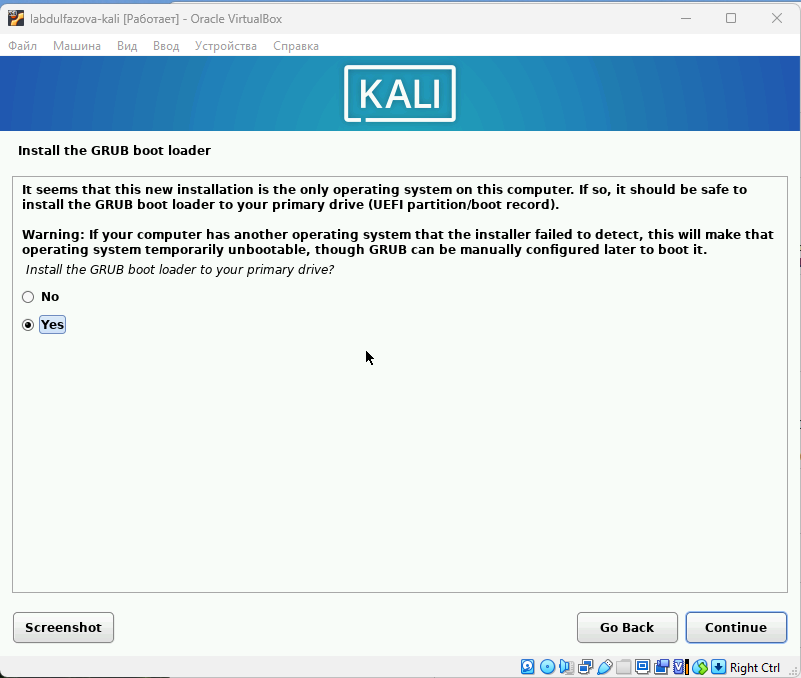 labdulfazova-kali [Работает] - Oracle VirtualBox
Файл Машина Вид Ввод Устройства Справка
KALI
Install the GRUB boot loader
It seems that this new installation is the only operating system on this computer. If so, it should be safe to
install the GRUB boot loader to your primary drive (UEFI partition/boot record).
Warning: If your computer has another operating system that the installer failed to detect, this will make that
operating system temporarily unbootable, though GRUB can be manually configured later to boot it.
Install the GRUB boot loader to your primary drive?
No
Yes
Screenshot Go Back Continue
Right Ctrl